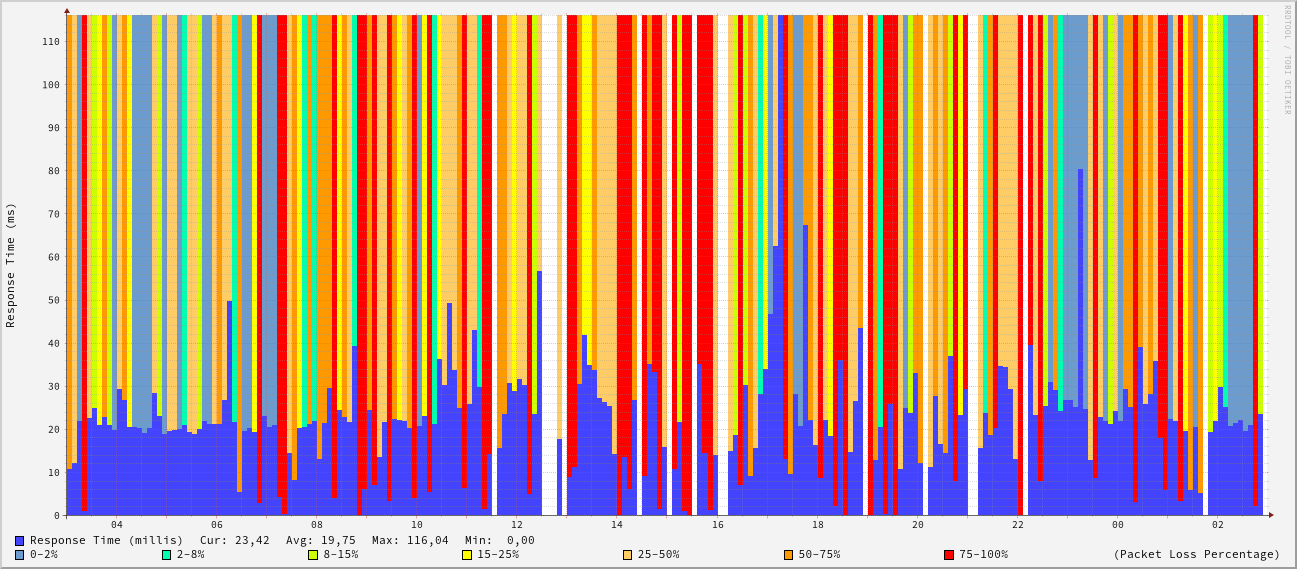 RRDTOOL / TOBI OETIKER
Response Time (ms)
110
100
90
80
70
60
50
40
30
20
10
0
04 06 08 10 12 14 16 18 20 22 00 02
Response Time (millis) Cur: 23,42 Avg: 19,75 Max: 116,04 Min: 0,00
0-2% 2-8% 8-15% 15-25% 25-50% 50-75% 75-100% (Packet Loss Percentage)